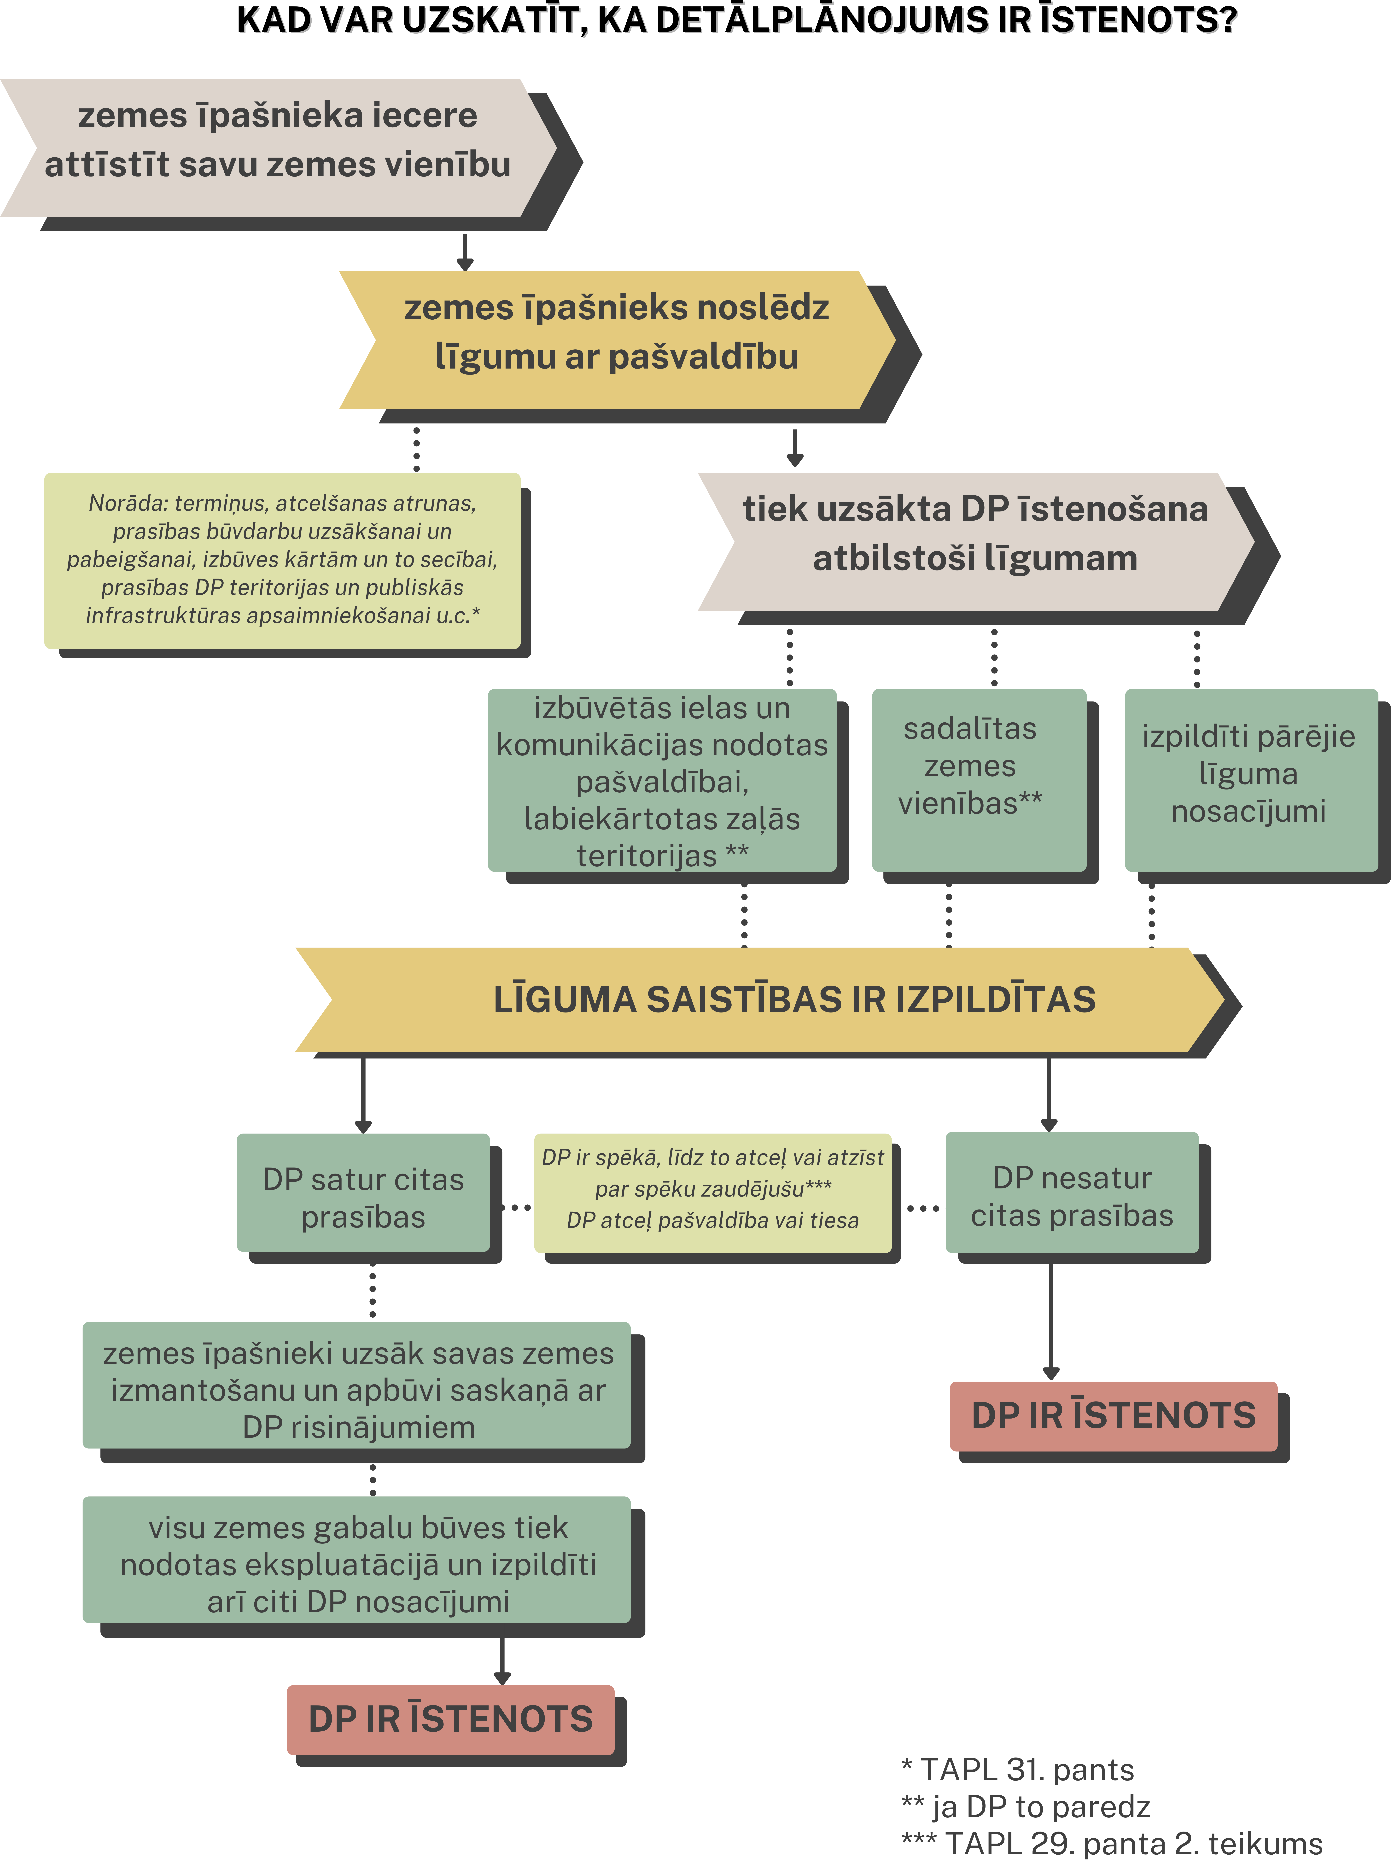 KAD VAR UZSKATĪT, KA DETĀLPLĀNOJUMS IR ĪSTENOTS?
zemes īpašnieka iecere
attīstīt savu zemes vienību
zemes īpašnieks noslēdz
līgumu ar pašvaldību
Norāda: termiņus, atcelšanas atrunas,
prasības būvdarbu uzsākšanai un
pabeigšanai, izbūves kārtām un to secībai,
prasības DP teritorijas un publiskās
infrastruktūras apsaimniekošanai u.c.*
tiek uzsākta DP īstenošana
atbilstoši līgumam
izbūvētās ielas un
komunikācijas nodotas
pašvaldībai,
labiekārtotas zaļās
teritorijas **
sadalītas
zemes
vienības**
izpildīti pārējie
līguma
nosacījumi
LĪGUMA SAISTĪBAS IR IZPILDĪTAS
DP satur citas
prasības
DP ir spēkā, līdz to atceļ vai atzīst
par spēku zaudējušu***
DP atceļ pašvaldība vai tiesa
DP nesatur
citas prasības
zemes īpašnieki uzsāk savas zemes
izmantošanu un apbūvi saskaņā ar
DP risinājumiem
DP IR ĪSTENOTS
visu zemes gabalu būves tiek
nodotas ekspluatācijā un izpildīti
arī citi DP nosacījumi
DP IR ĪSTENOTS
* TAPL 31. pants
** ja DP to paredz
*** TAPL 29. panta 2. teikums